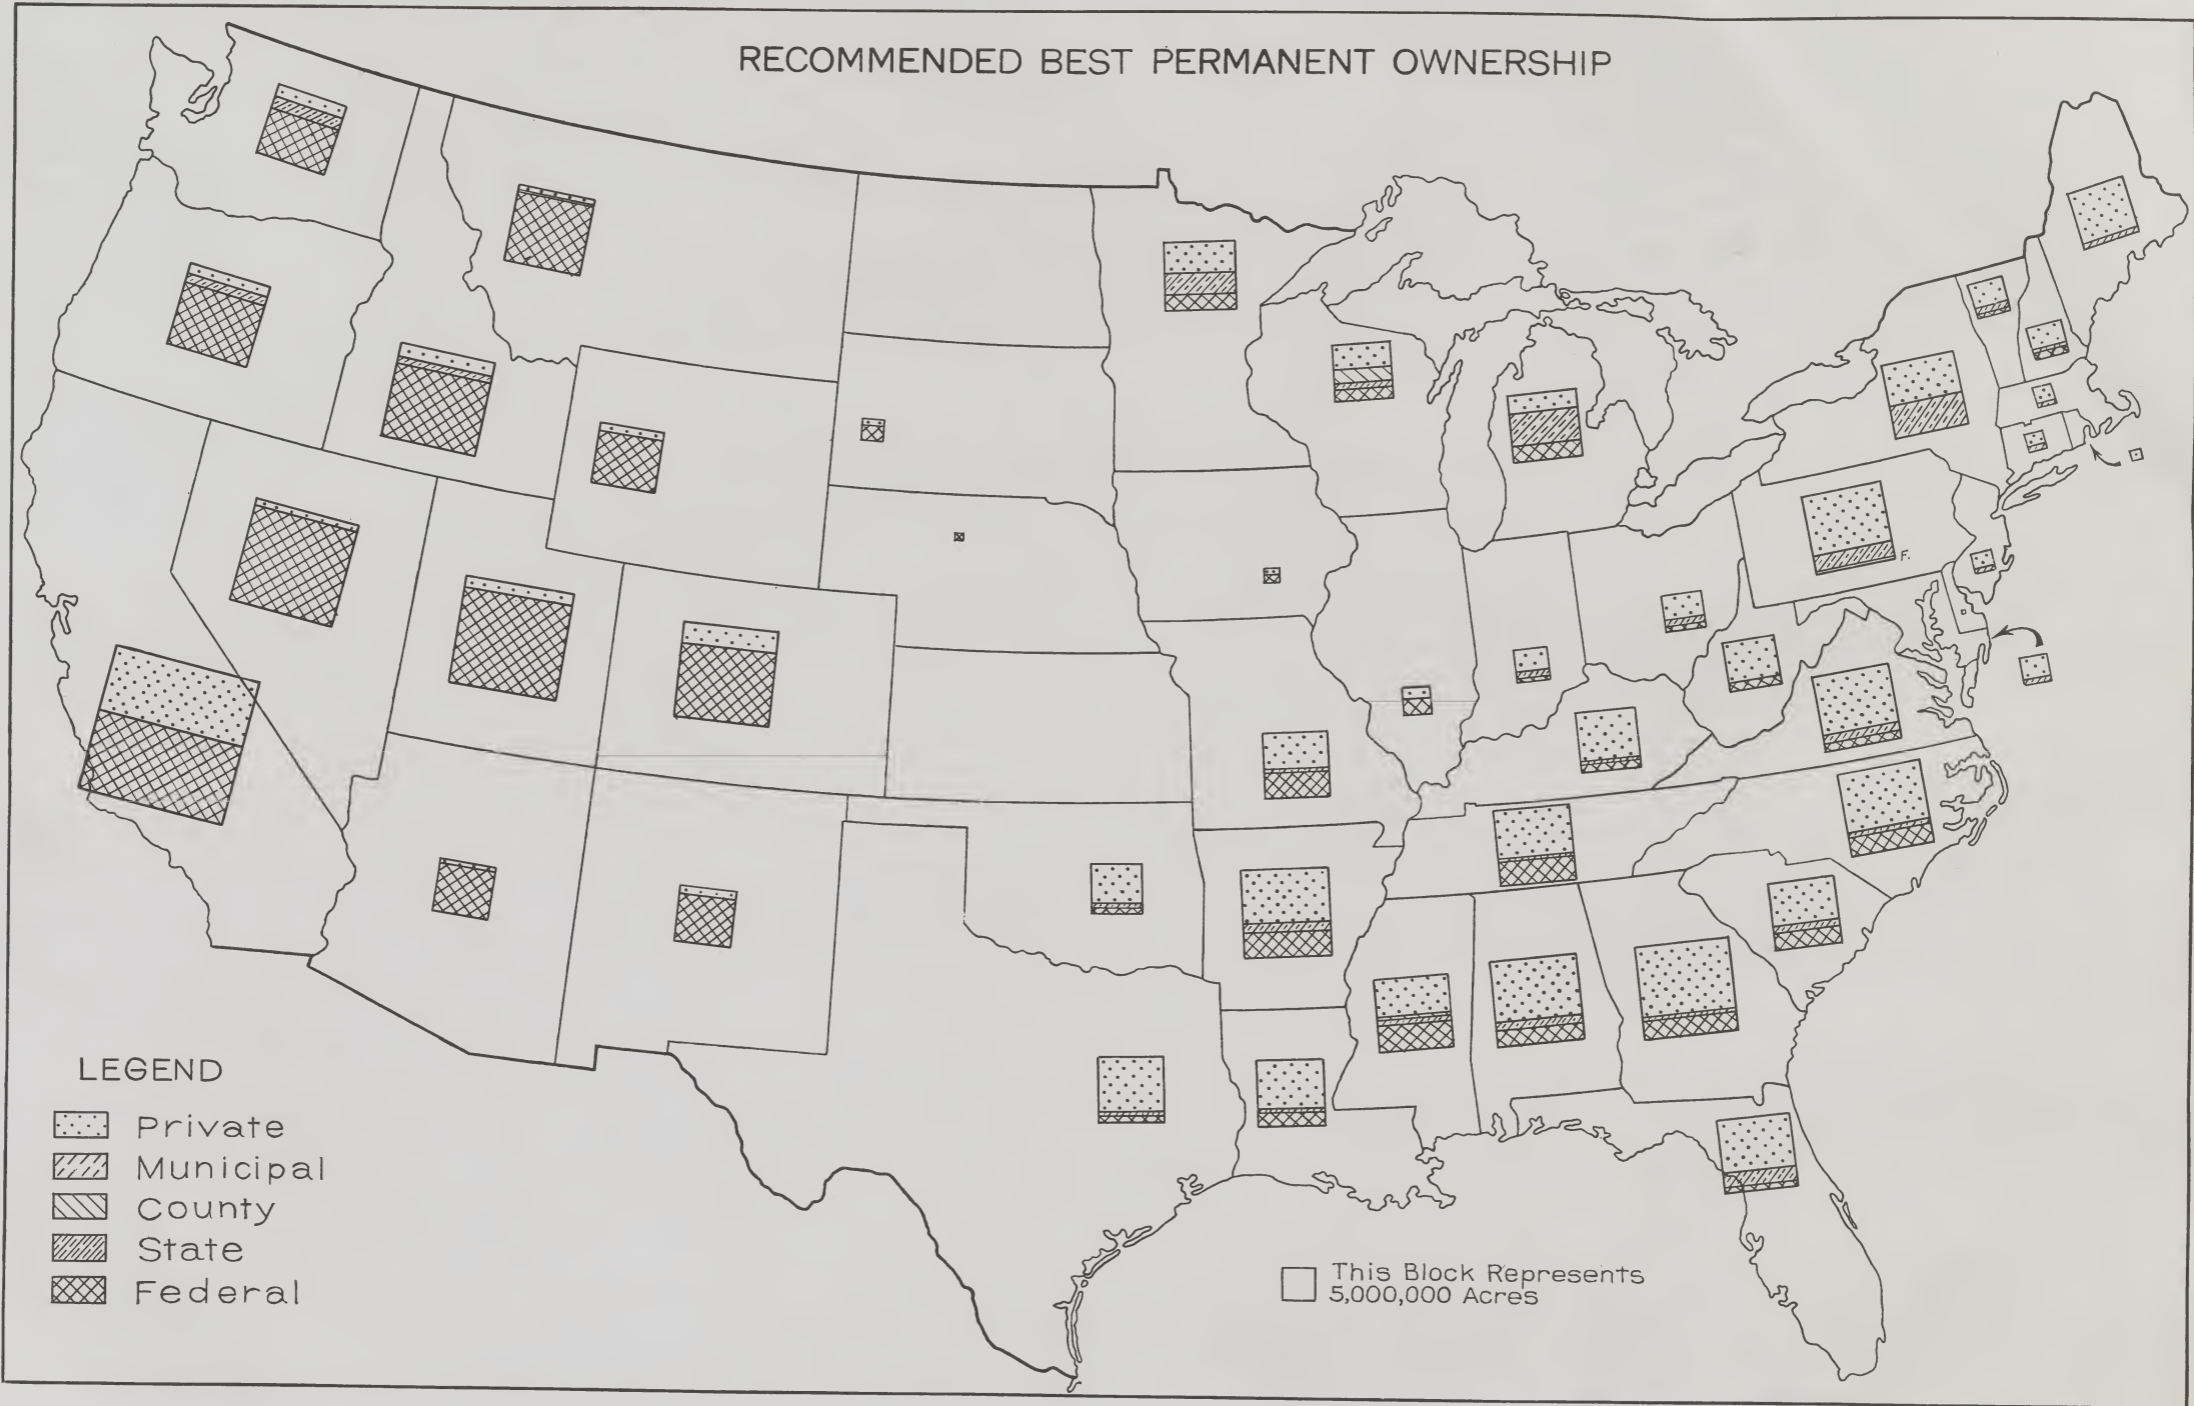 RECOMMENDED BEST PERMANENT OWNERSHIP
F.
LEGEND
Private
Municipal
County
State
Federal
This Block Represents
5,000,000 Acres